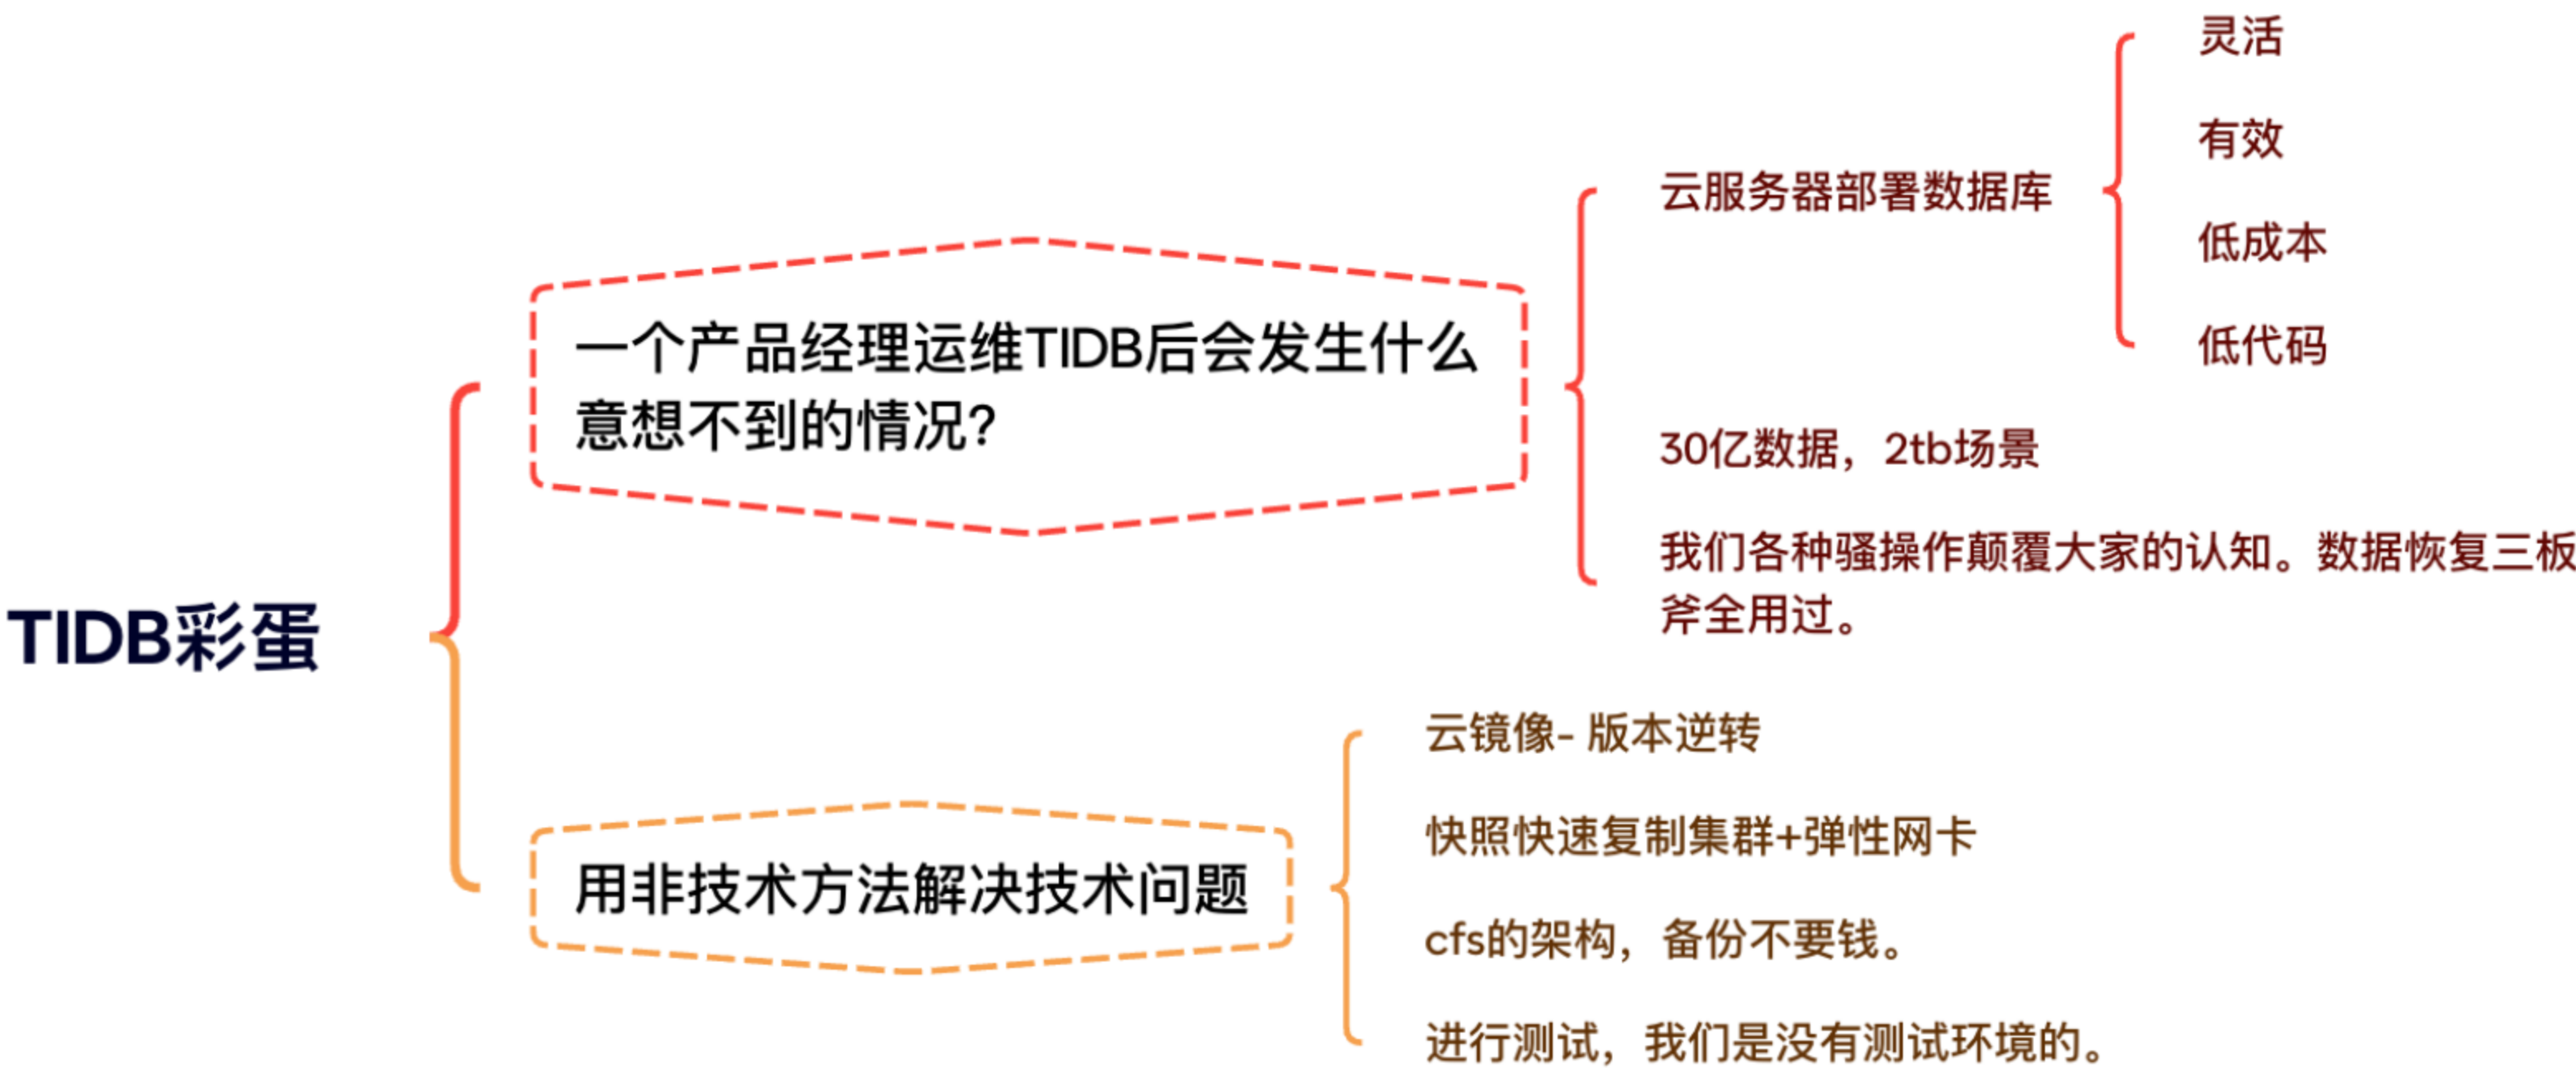 TIDB彩蛋
一个产品经理运维TIDB后会发生什么
意想不到的情况?
云服务器部署数据库
灵活
有效
低成本
低代码
30亿数据，2tb场景
我们各种骚操作颠覆大家的认知。数据恢复三板
斧全用过。
用非技术方法解决技术问题
云镜像- 版本逆转
快照快速复制集群+弹性网卡
cfs的架构，备份不要钱。
进行测试，我们是没有测试环境的。